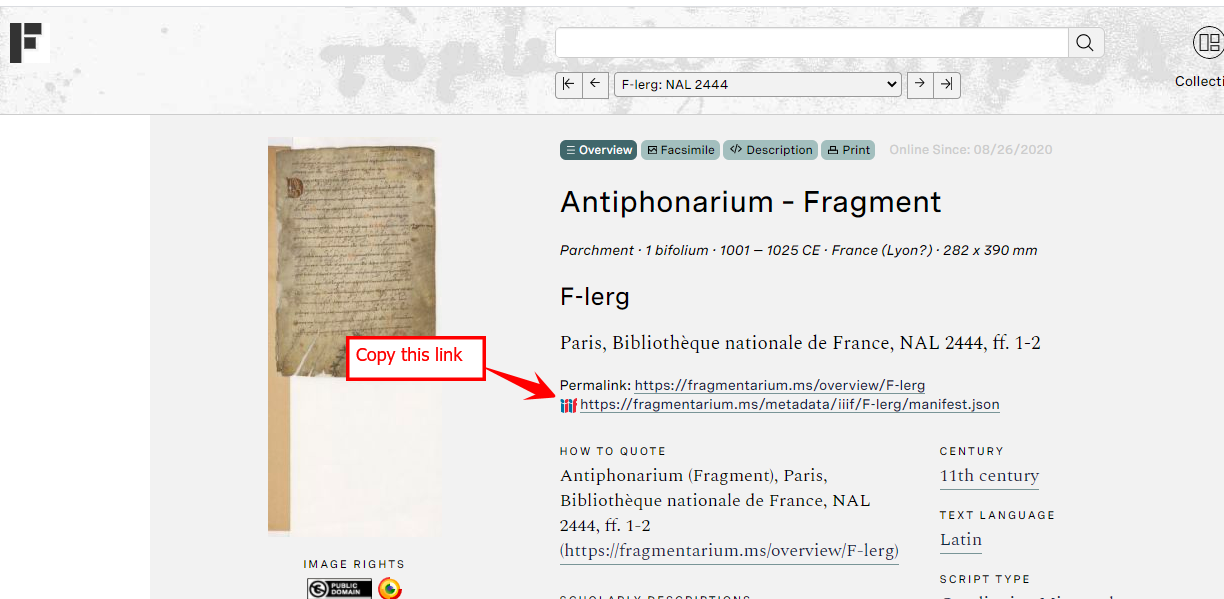 F-lerg: NAL 2444
Collecti
Overview Facsimile Description Print Online Since: 08/26/2020
Antiphonarium - Fragment
Parchment · 1 bifolium · 1001 – 1025 CE · France (Lyon?) · 282 x 390 mm
F-lerg
Paris, Bibliothèque nationale de France, NAL 2444, ff. 1-2
Copy this link
Permalink: https://fragmentarium.ms/overview/F-lerg
iiif https://fragmentarium.ms/metadata/iiif/F-lerg/manifest.json
HOW TO QUOTE
Antiphonarium (Fragment), Paris,
Bibliothèque nationale de France, NAL
2444, ff. 1-2
(https://fragmentarium.ms/overview/F-lerg)
CENTURY
11th century
TEXT LANGUAGE
Latin
SCRIPT TYPE
IMAGE RIGHTS
PUBLIC DOMAIN
SCHOLARLY DESCRIPTIONS